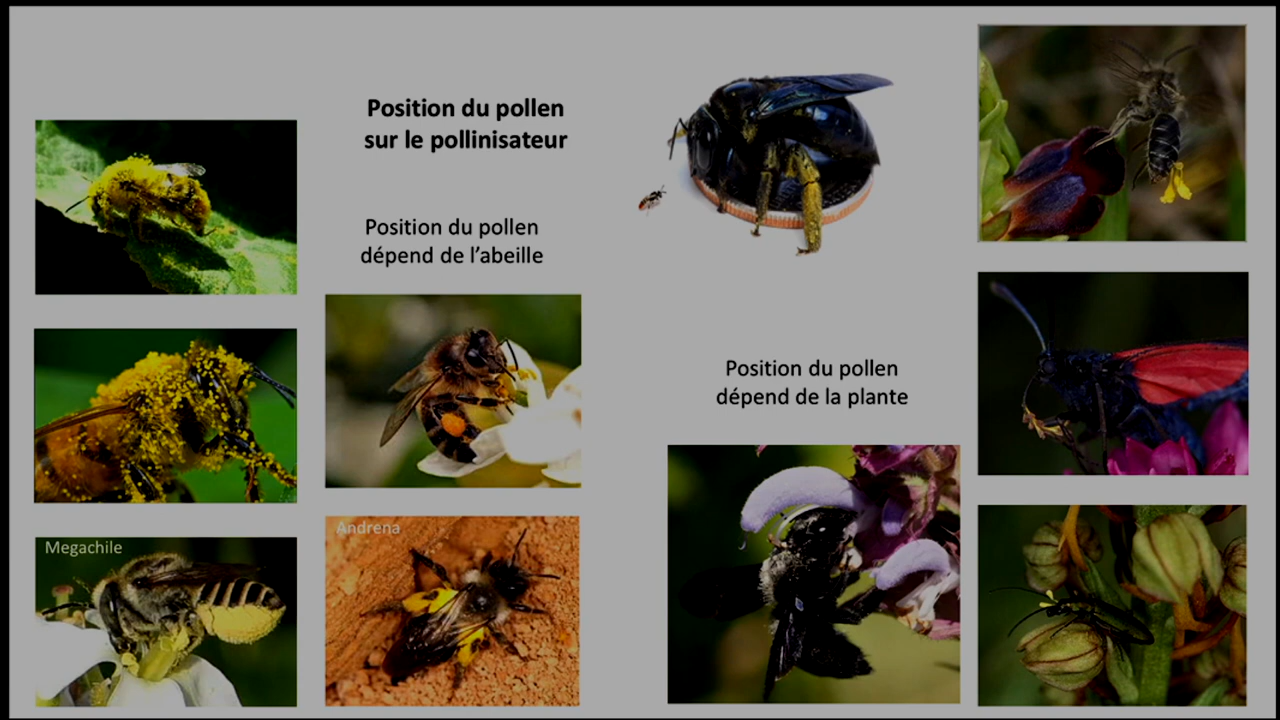 Position du pollen
sur le pollinisateur
Position du pollen
dépend de l'abeille
Position du pollen
dépend de la plante
Megachile
Andrena